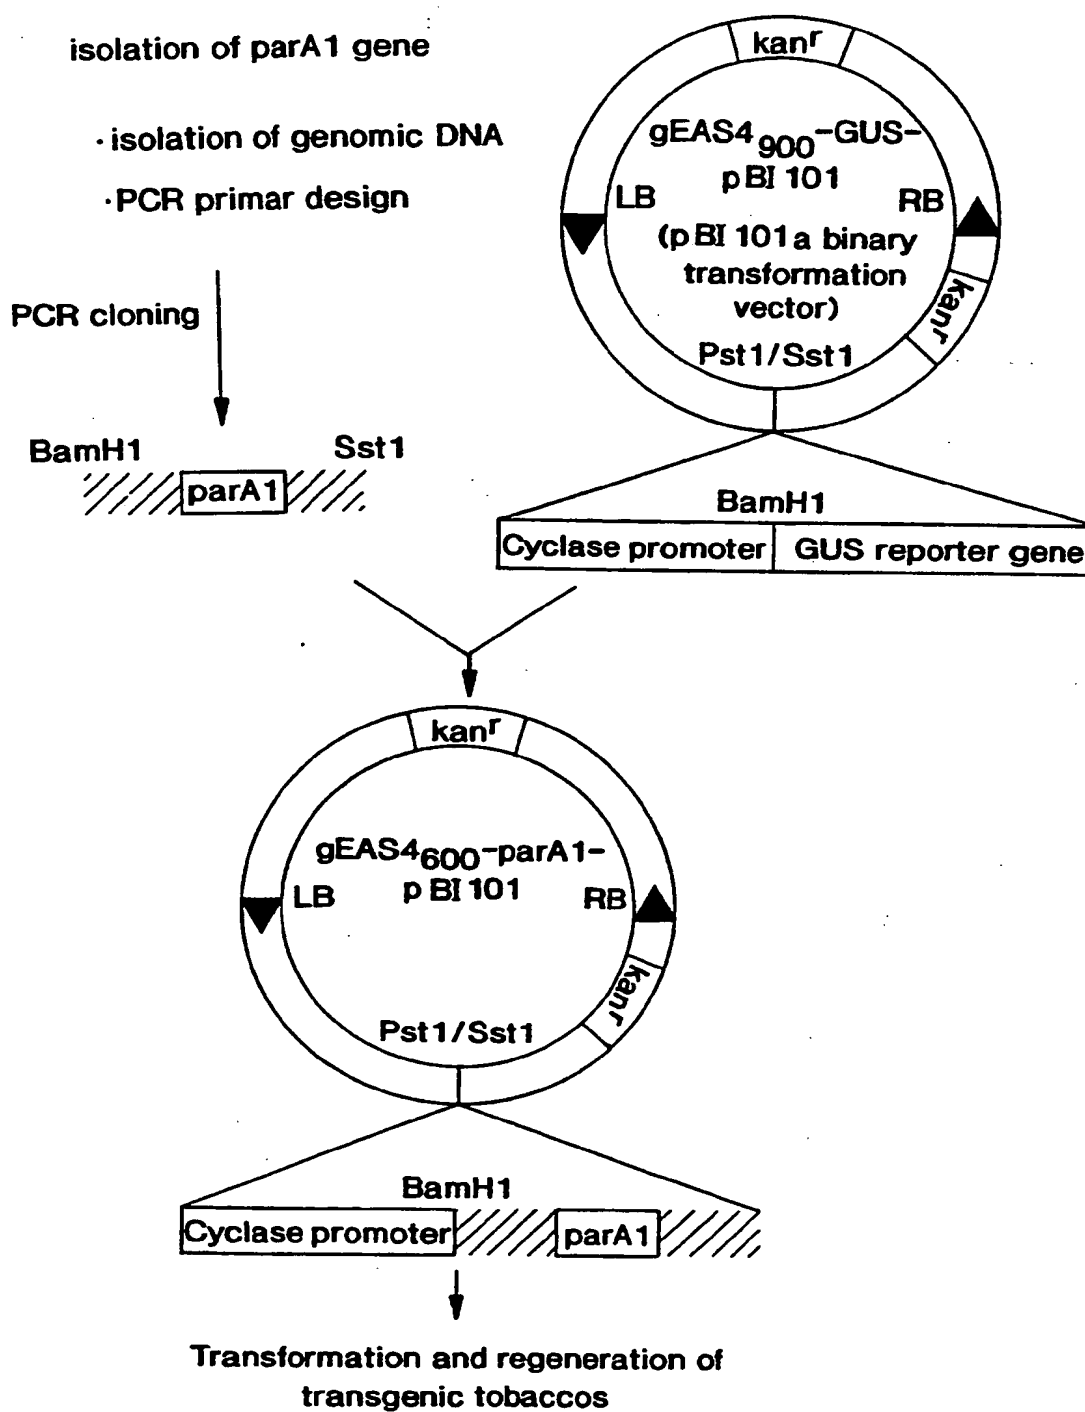 isolation of parA1 gene
· isolation of genomic DNA
· PCR primar design
PCR cloning
BamH1
Sst1
parA1
kanr
gEAS4900-GUS-
pBI 101
LB
RB
(pBI 101 a binary
transformation
vector)
kanr
Pst1/Sst1
BamH1
Cyclase promoter
GUS reporter gene
kanr
gEAS4600-parA1-
pBI 101
LB
RB
kanr
Pst1/Sst1
BamH1
Cyclase promoter
parA1
Transformation and regeneration of
transgenic tobaccos